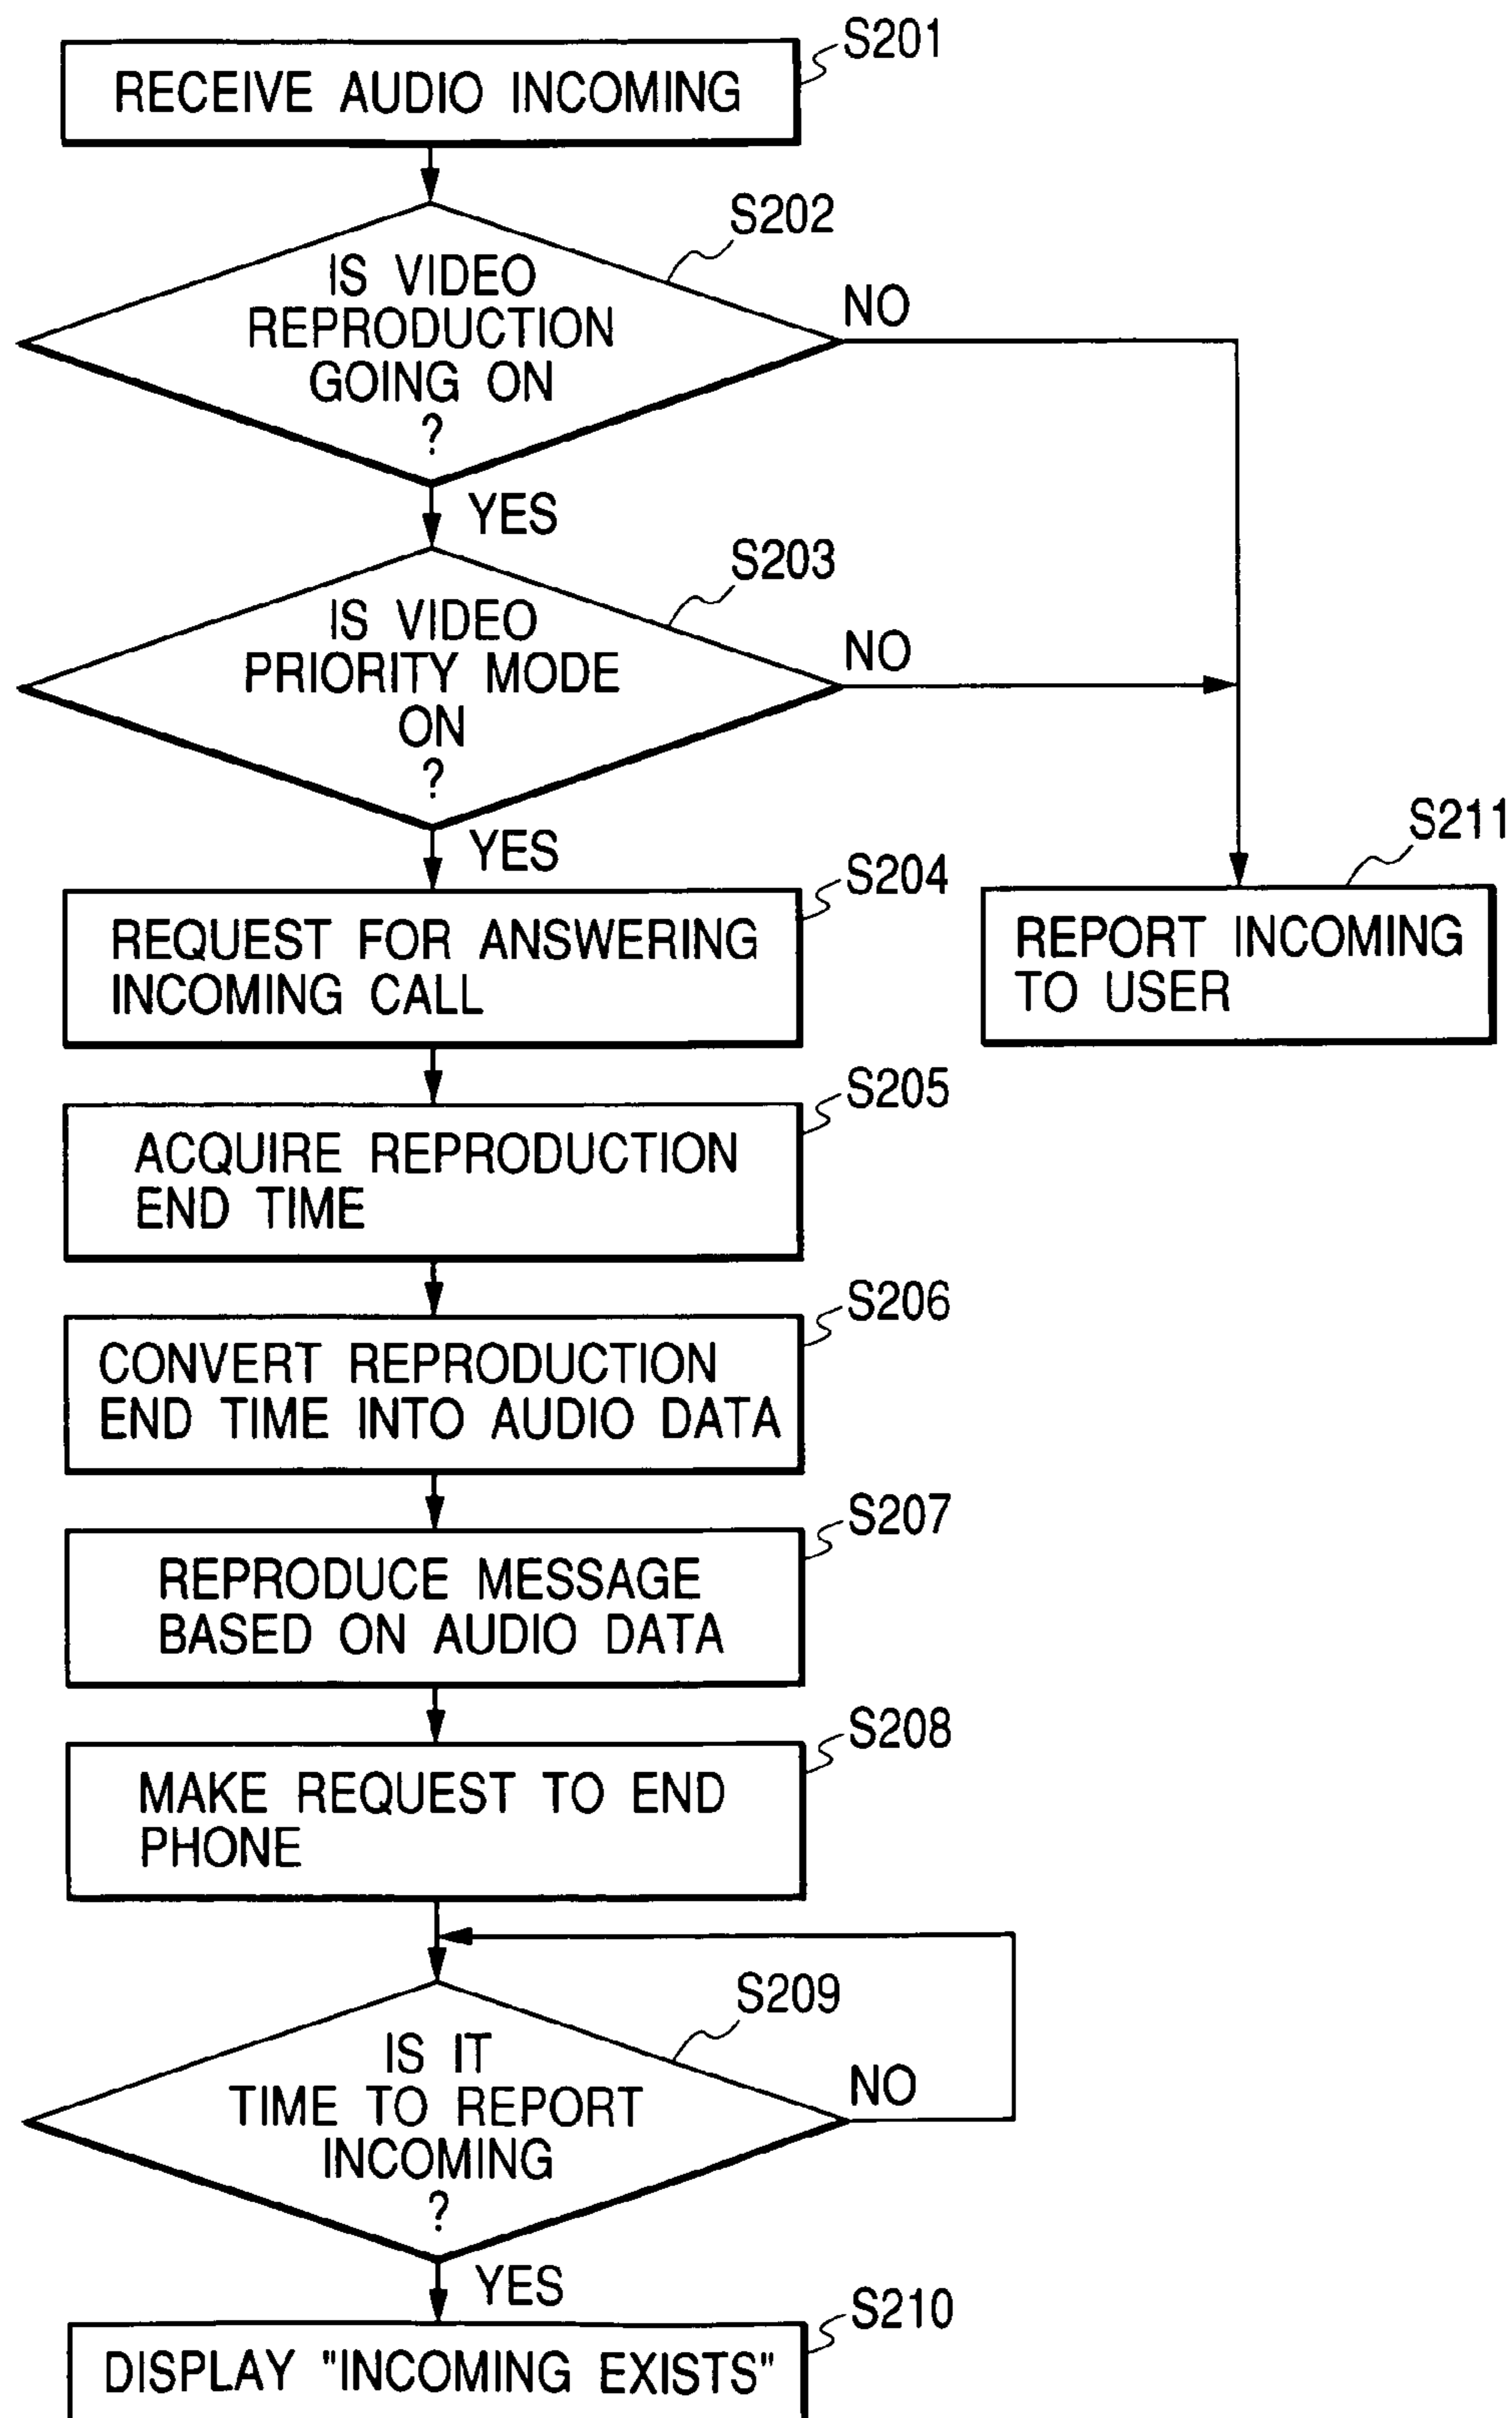 S201
RECEIVE AUDIO INCOMING
S202
IS VIDEO
REPRODUCTION
GOING ON
?
NO
YES
S203
IS VIDEO
PRIORITY MODE
ON
?
NO
YES
S204
REQUEST FOR ANSWERING
INCOMING CALL
S211
REPORT INCOMING
TO USER
S205
ACQUIRE REPRODUCTION
END TIME
S206
CONVERT REPRODUCTION
END TIME INTO AUDIO DATA
S207
REPRODUCE MESSAGE
BASED ON AUDIO DATA
S208
MAKE REQUEST TO END
PHONE
S209
IS IT
TIME TO REPORT
INCOMING
?
NO
YES
S210
DISPLAY "INCOMING EXISTS"